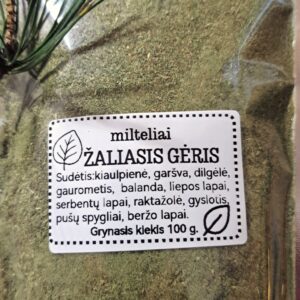 milteliai
ŽALIASIS GĖRIS
Sudėtis:kiaulpienė, garšva, dilgėlė,
gaurometis, balanda, liepos lapai,
serbentų lapai, raktažolė, gyslotis,
pušų spygliai, beržo lapai.
Grynasis kiekis 100 g.